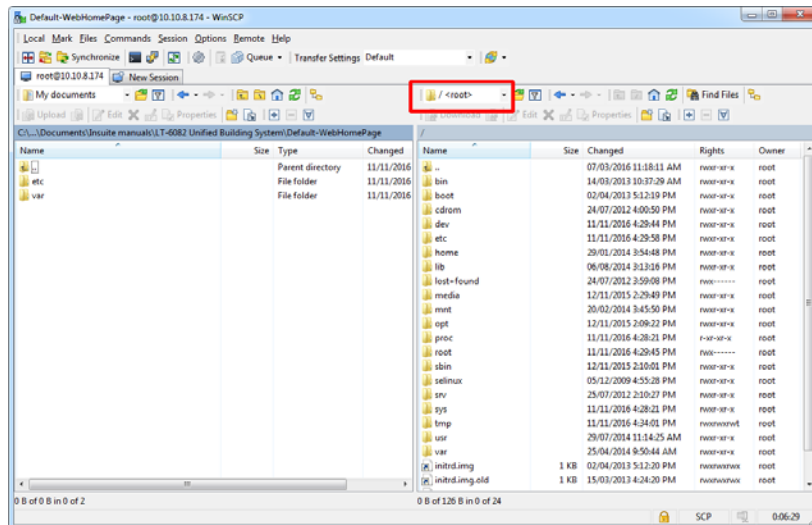 Default-WebHomePage - root@10.10.8.174 - WinSCP
Local Mark Files Commands Session Options Remote Help
Synchronize Queue Transfer Settings Default
root@10.10.8.174 New Session
My documents / <root> Find Files
Upload Edit Properties Download Edit Properties
C:\...\Documents\Insuite manuals\LT-6082 Unified Building System\Default-WebHomePage /
Name Size Type Changed Name Size Changed Rights Owner
.. Parent directory 11/11/2016 .. 07/03/2016 11:18:11 AM rwxr-xr-x root
etc File folder 11/11/2016 bin 14/03/2013 10:37:29 AM rwxr-xr-x root
var File folder 11/11/2016 boot 02/04/2013 5:12:19 PM rwxr-xr-x root
cdrom 24/07/2012 4:00:50 PM rwxr-xr-x root
dev 11/11/2016 4:29:44 PM rwxr-xr-x root
etc 11/11/2016 4:29:58 PM rwxr-xr-x root
home 29/01/2014 3:54:48 PM rwxr-xr-x root
lib 06/08/2014 3:13:16 PM rwxr-xr-x root
lost+found 24/07/2012 3:59:08 PM rwx------ root
media 12/11/2015 2:29:49 PM rwxr-xr-x root
mnt 20/02/2014 3:45:50 PM rwxr-xr-x root
opt 12/11/2015 2:09:22 PM rwxr-xr-x root
proc 11/11/2016 4:28:21 PM r-xr-xr-x root
root 11/11/2016 4:29:45 PM rwx------ root
sbin 12/11/2015 2:10:01 PM rwxr-xr-x root
selinux 05/12/2009 4:55:28 PM rwxr-xr-x root
srv 25/07/2012 2:10:27 PM rwxr-xr-x root
sys 11/11/2016 4:28:21 PM rwxr-xr-x root
tmp 11/11/2016 4:34:01 PM rwxrwxrwt root
usr 29/07/2014 11:14:25 AM rwxr-xr-x root
var 25/04/2014 9:50:44 AM rwxr-xr-x root
initrd.img 1 KB 02/04/2013 5:12:20 PM rwxrwxrwx root
initrd.img.old 1 KB 15/03/2013 4:24:20 PM rwxrwxrwx root
0 B of 0 B in 0 of 2 0 B of 126 B in 0 of 24
SCP 0:06:29